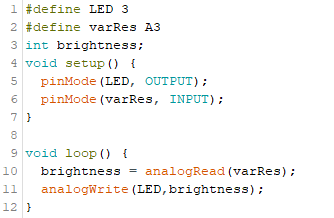 1 #define LED 3
2 #define varRes A3
3 int brightness;
4 void setup() {
5   pinMode(LED, OUTPUT);
6   pinMode(varRes, INPUT);
7 }
8
9 void loop() {
10   brightness = analogRead(varRes);
11   analogWrite(LED,brightness);
12 }